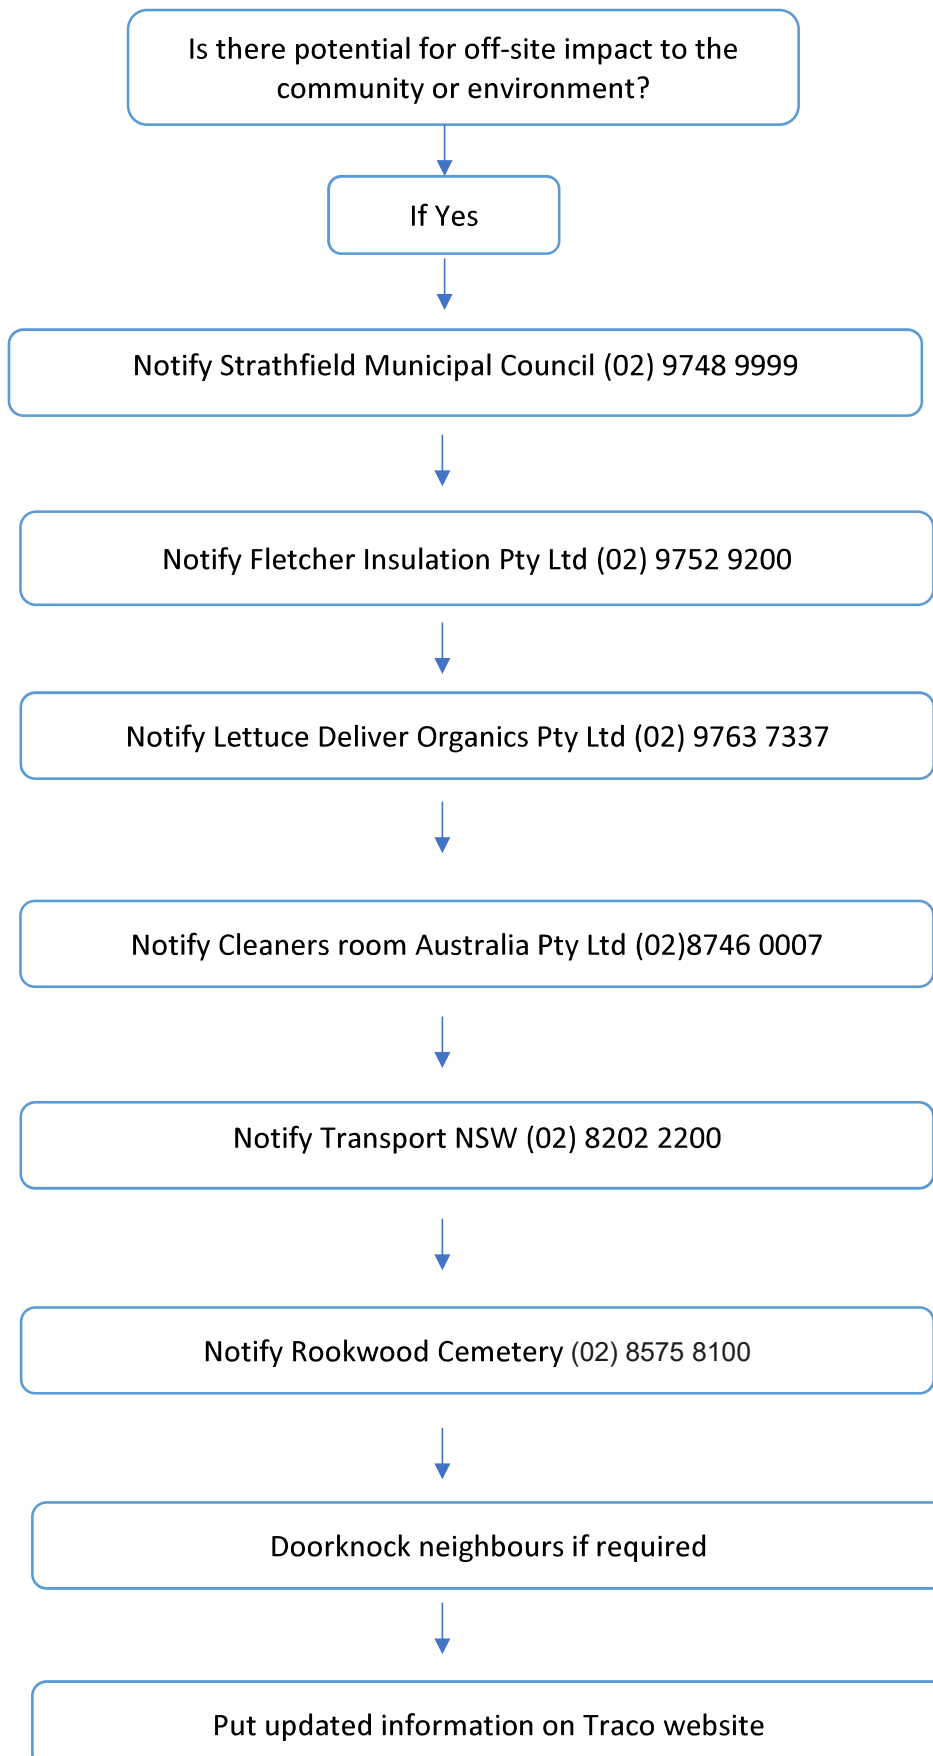 Is there potential for off-site impact to the
community or environment?
If Yes
Notify Strathfield Municipal Council (02) 9748 9999
Notify Fletcher Insulation Pty Ltd (02) 9752 9200
Notify Lettuce Deliver Organics Pty Ltd (02) 9763 7337
Notify Cleaners room Australia Pty Ltd (02)8746 0007
Notify Transport NSW (02) 8202 2200
Notify Rookwood Cemetery (02) 8575 8100
Doorknock neighbours if required
Put updated information on Traco website